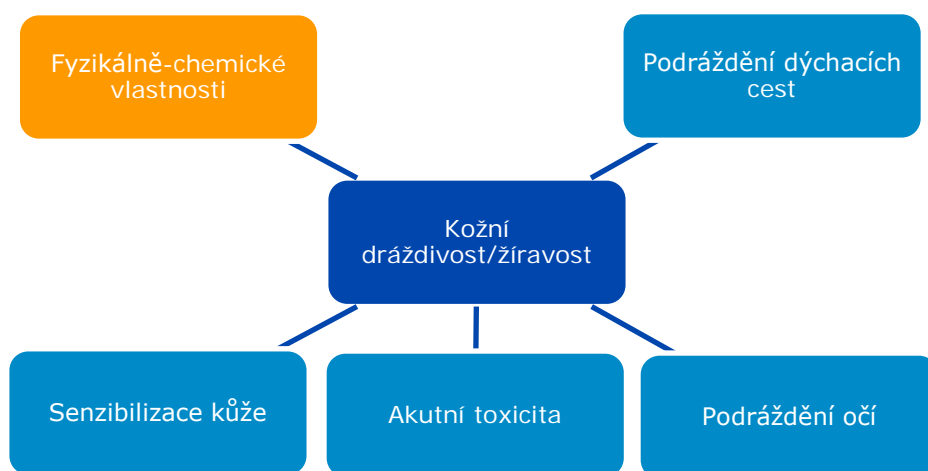 Fyzikálně-chemické
vlastnosti
Podráždění dýchacích
cest
Kožní
dráždivost/žíravost
Senzibilizace kůže
Akutní toxicita
Podráždění očí